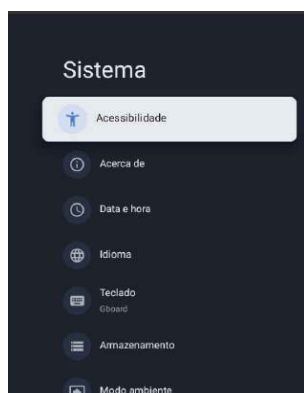 Sistema
Acessibilidade
Acerca de
Data e hora
Idioma
Teclado
Gboard
Armazenamento
Modo ambiente